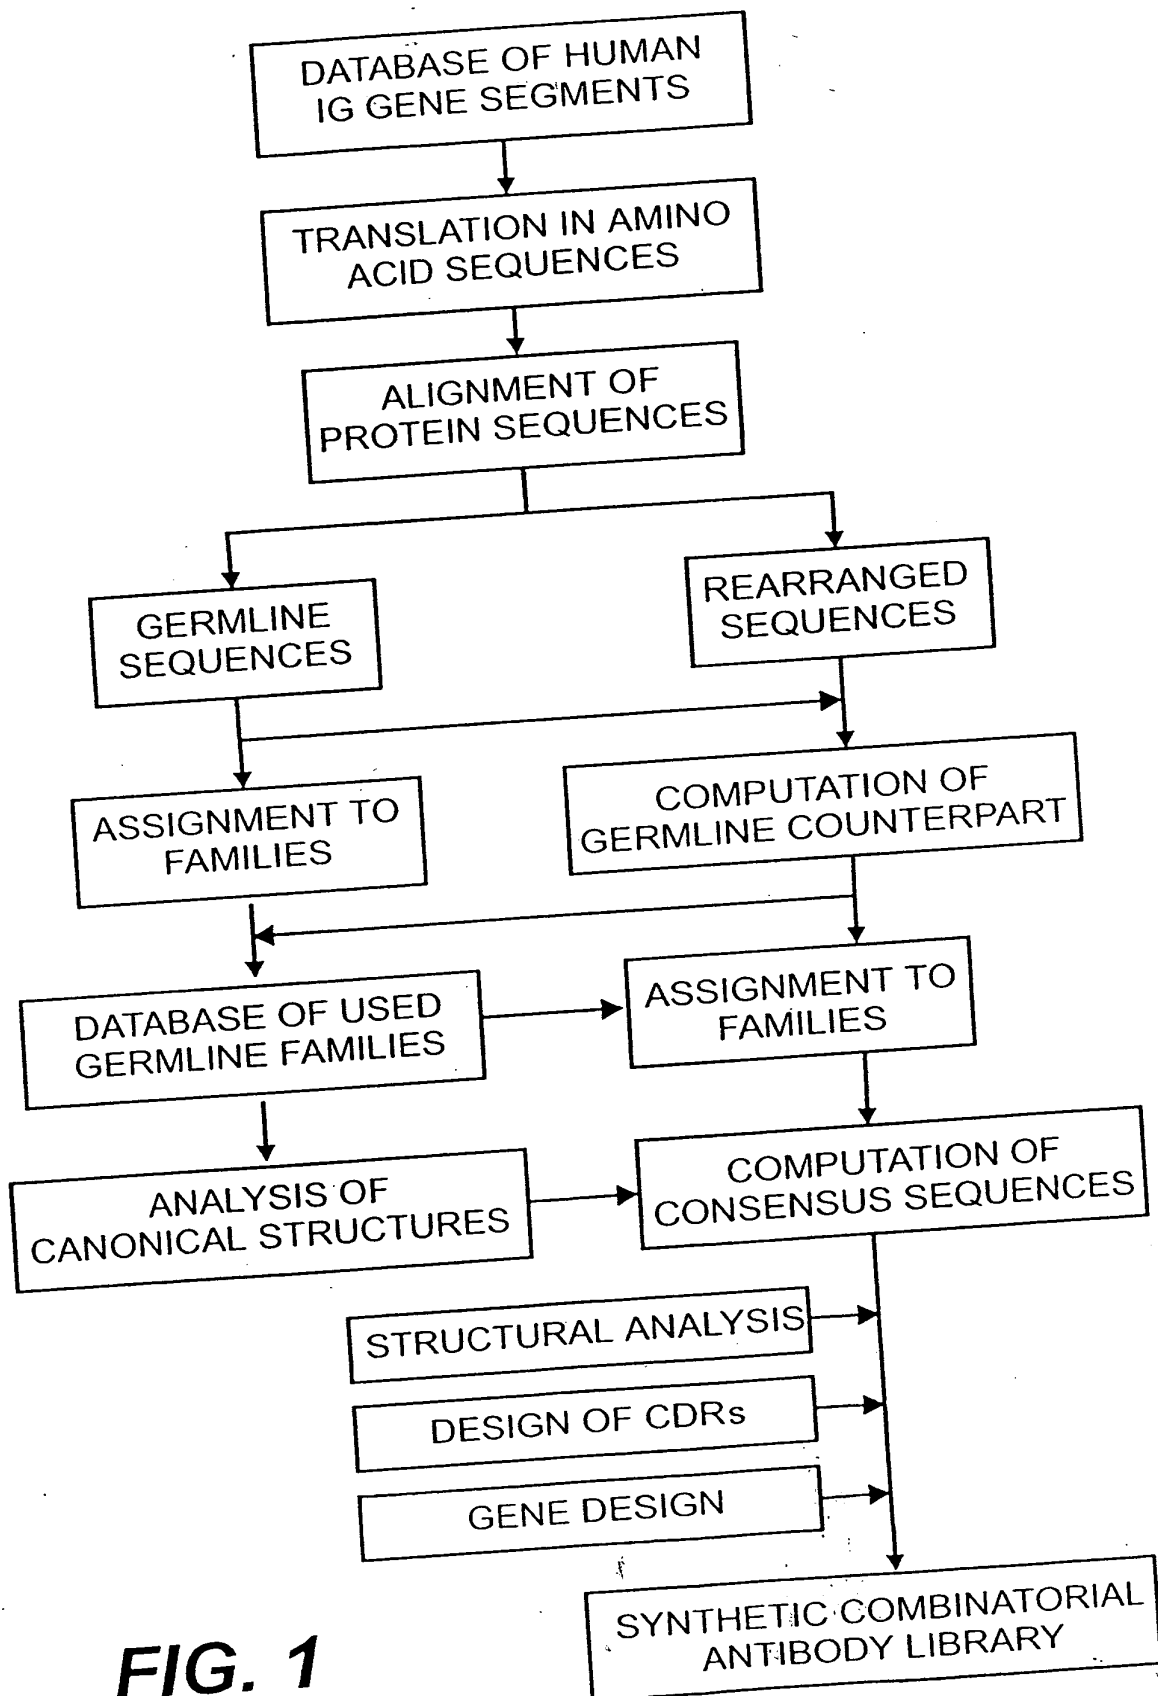 DATABASE OF HUMAN
IG GENE SEGMENTS
TRANSLATION IN AMINO
ACID SEQUENCES
ALIGNMENT OF
PROTEIN SEQUENCES
GERMLINE
SEQUENCES
REARRANGED
SEQUENCES
ASSIGNMENT TO
FAMILIES
COMPUTATION OF
GERMLINE COUNTERPART
DATABASE OF USED
GERMLINE FAMILIES
ASSIGNMENT TO
FAMILIES
ANALYSIS OF
CANONICAL STRUCTURES
COMPUTATION OF
CONSENSUS SEQUENCES
STRUCTURAL ANALYSIS
DESIGN OF CDRs
GENE DESIGN
SYNTHETIC COMBINATORIAL
ANTIBODY LIBRARY
FIG. 1